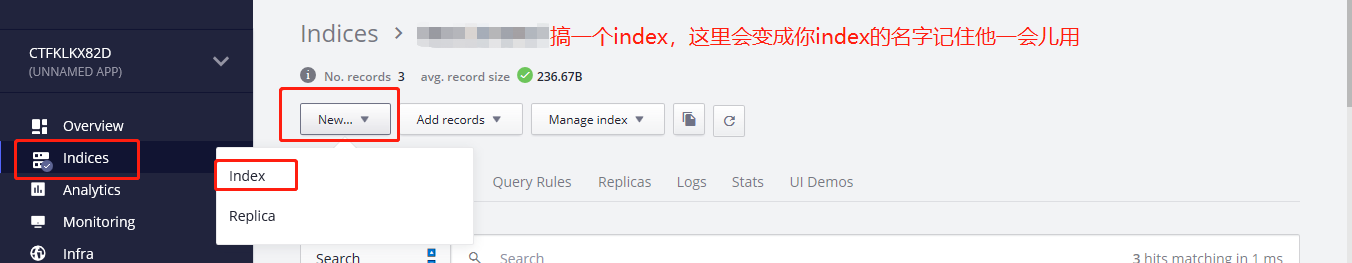 Indices > 搞一个index，这里会变成你index的名字记住他一会儿用
CTFKLKX82D
(UNNAMED APP)
No. records 3 avg. record size 236.67B
New... Add records Manage index
Overview
Indices
Index
Query Rules Replicas Logs Stats UI Demos
Analytics
Replica
Monitoring
Infra
Search Search 3 hits matching in 1 ms